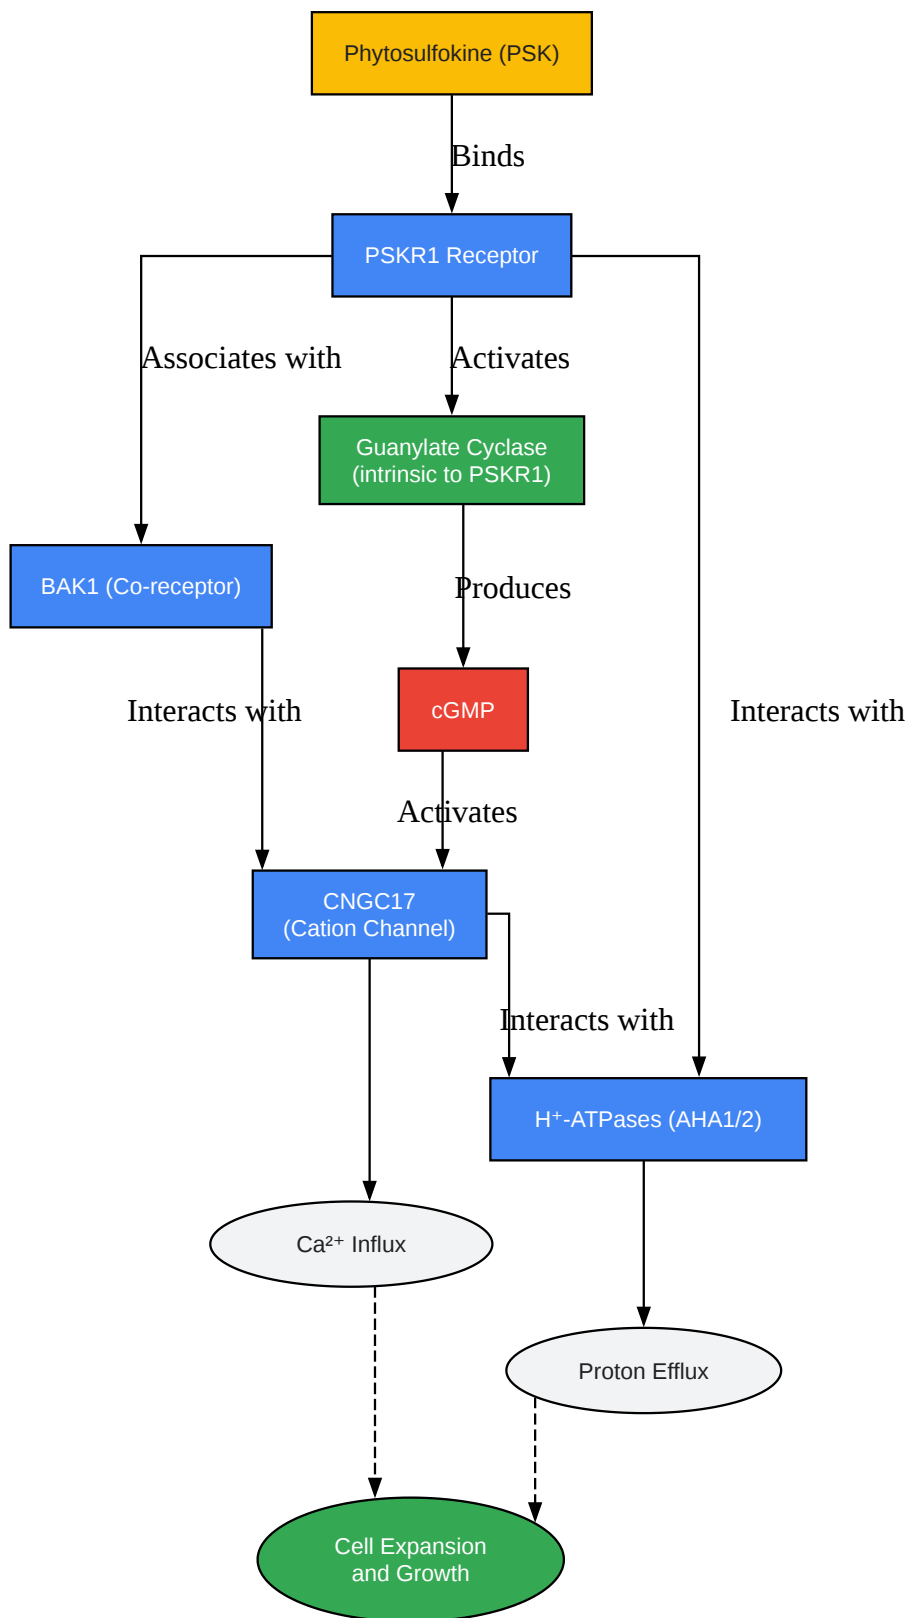 Phytosulfokine (PSK)
Binds
PSKR1 Receptor
Associates with
Activates
Guanylate Cyclase
(intrinsic to PSKR1)
BAK1 (Co-receptor)
Produces
Interacts with
cGMP
Interacts with
Activates
CNGC17
(Cation Channel)
Interacts with
H⁺-ATPases (AHA1/2)
Ca²⁺ Influx
Proton Efflux
Cell Expansion
and Growth